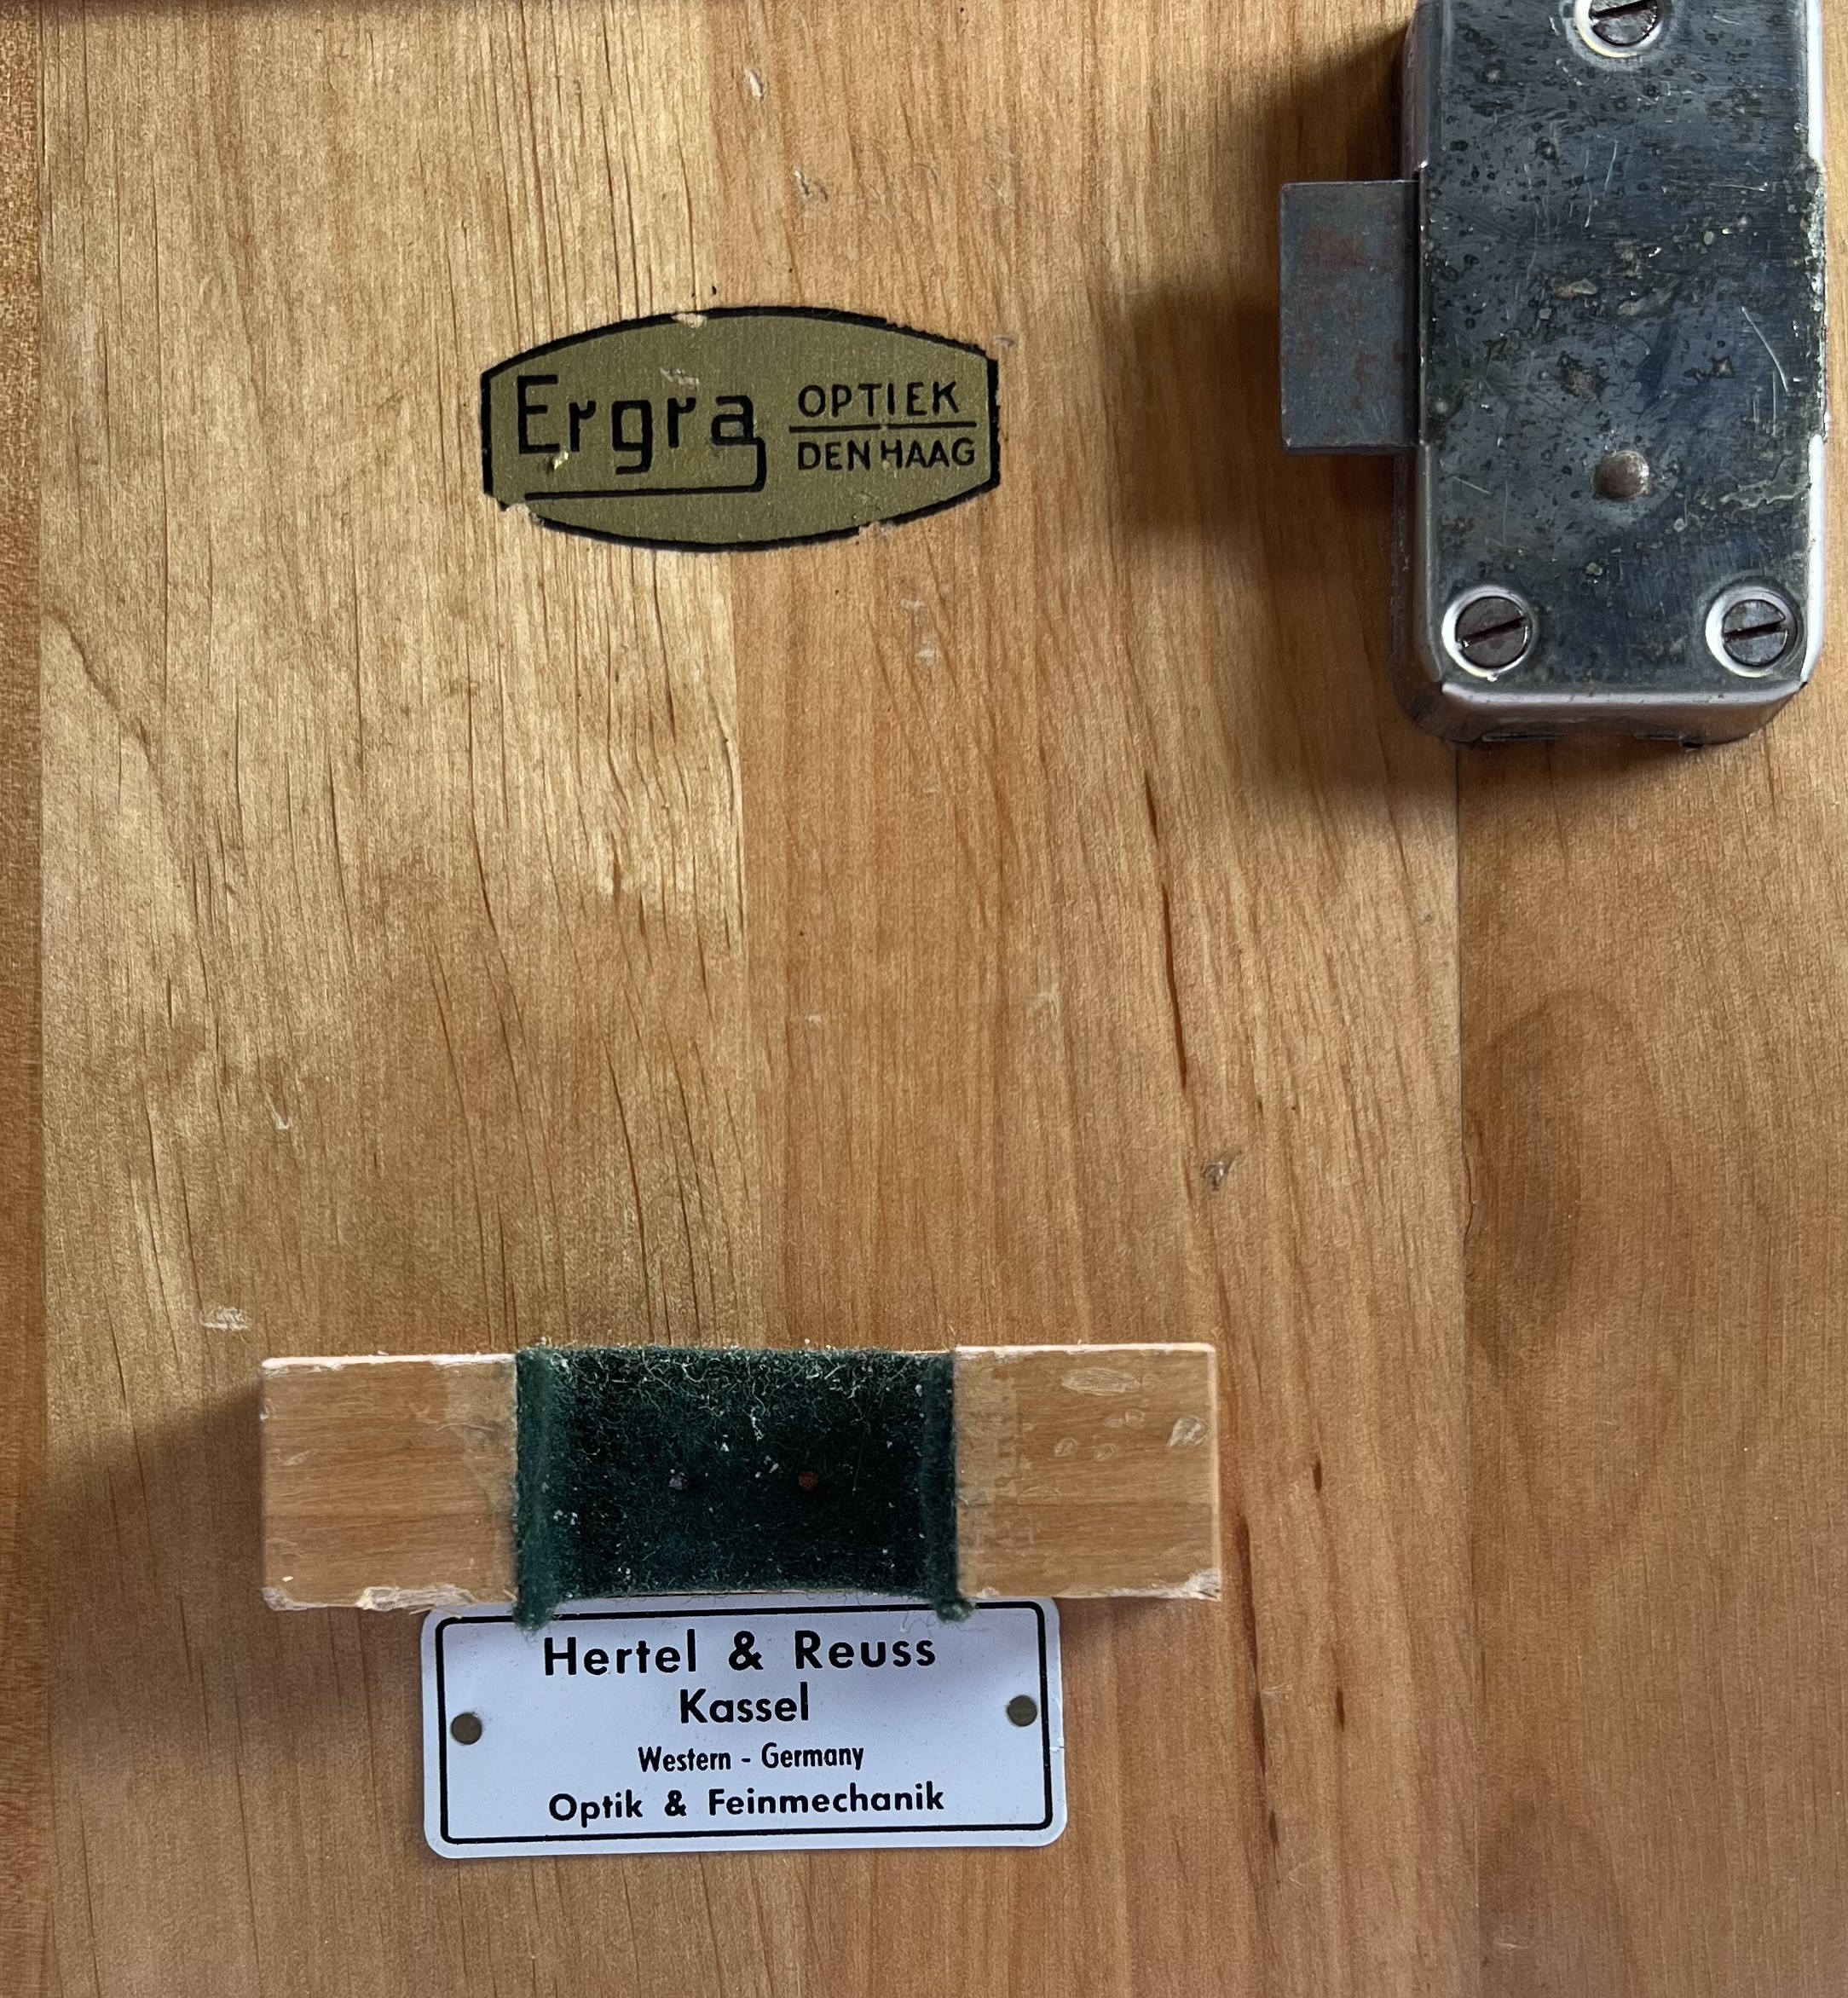 Ergra OPTIEK
DEN HAAG
Hertel & Reuss
Kassel
Western - Germany
Optik & Feinmechanik